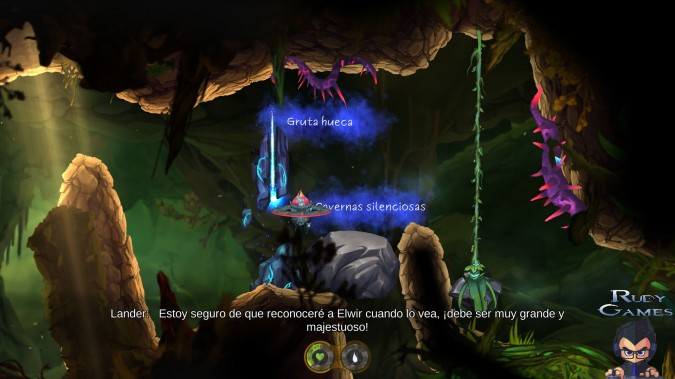 Gruta hueca
Cavernas silenciosas
Lander: Estoy seguro de que reconoceré a Elwir cuando lo vea, ¡debe ser muy grande y
majestuoso!
RUEY
GAMES